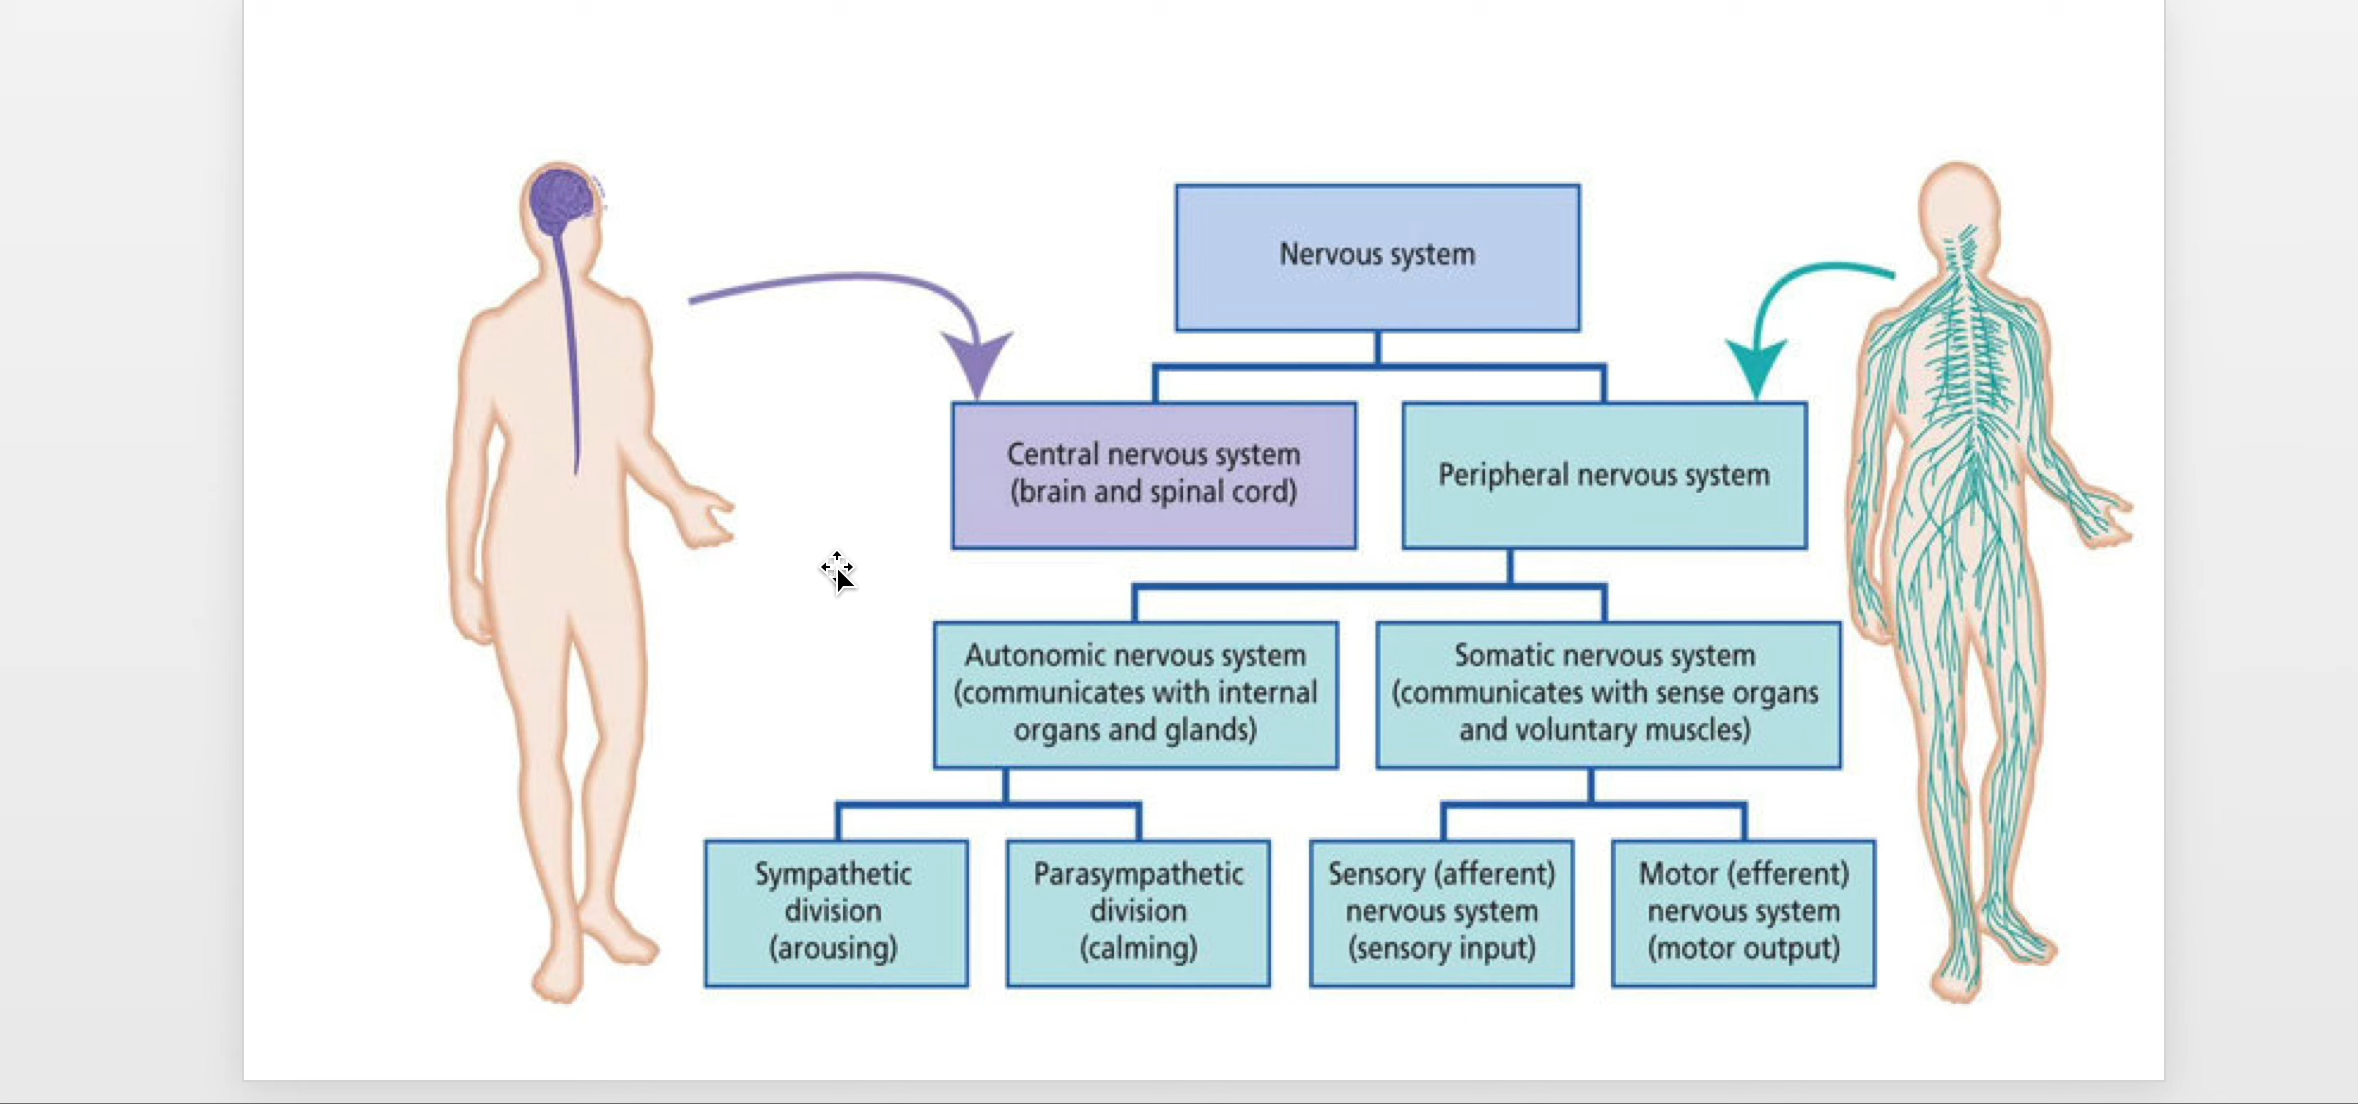 Nervous system
Central nervous system
(brain and spinal cord)
Peripheral nervous system
Autonomic nervous system
(communicates with internal
organs and glands)
Somatic nervous system
(communicates with sense organs
and voluntary muscles)
Sympathetic
division
(arousing)
Parasympathetic
division
(calming)
Sensory (afferent)
nervous system
(sensory input)
Motor (efferent)
nervous system
(motor output)